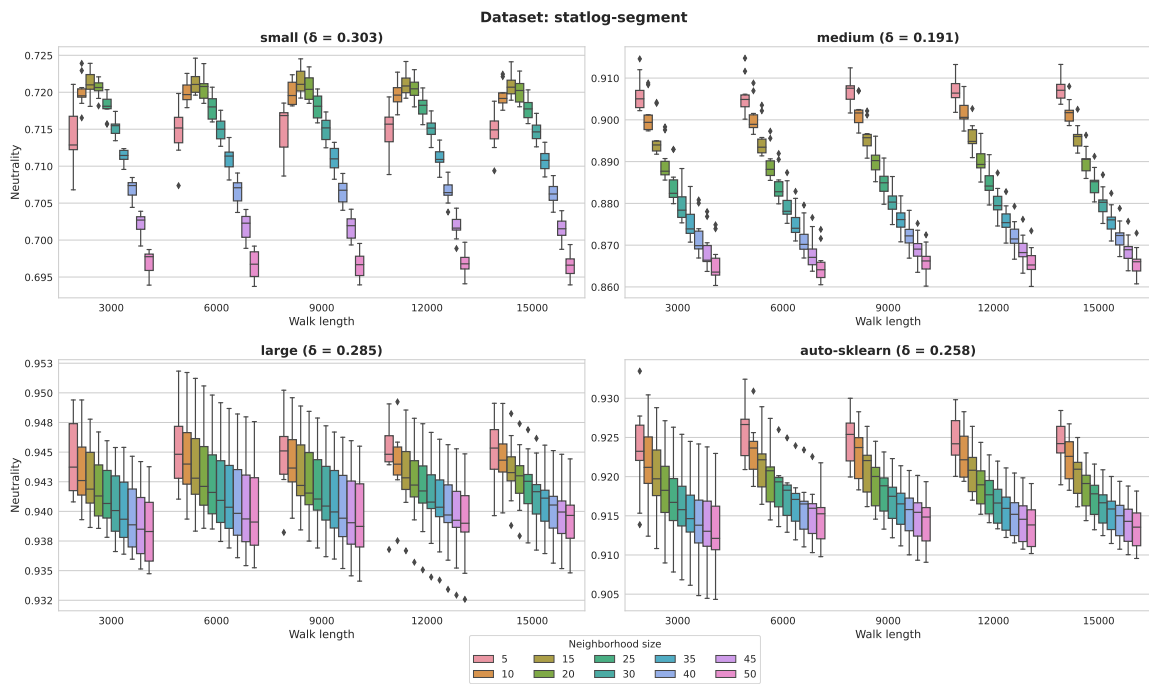 Dataset: statlog-segment
small (δ = 0.303)
0.725
0.720
0.715
0.710
0.705
0.700
0.695
Neutrality
3000 6000 9000 12000 15000
Walk length
medium (δ = 0.191)
0.910
0.900
0.890
0.880
0.870
0.860
3000 6000 9000 12000 15000
Walk length
large (δ = 0.285)
0.953
0.950
0.948
0.945
0.943
0.940
0.938
0.935
0.932
Neutrality
3000 6000 9000 12000 15000
Walk length
auto-sklearn (δ = 0.258)
0.930
0.925
0.920
0.915
0.910
0.905
3000 6000 9000 12000 15000
Walk length
Neighborhood size
5 15 25 35 45
10 20 30 40 50